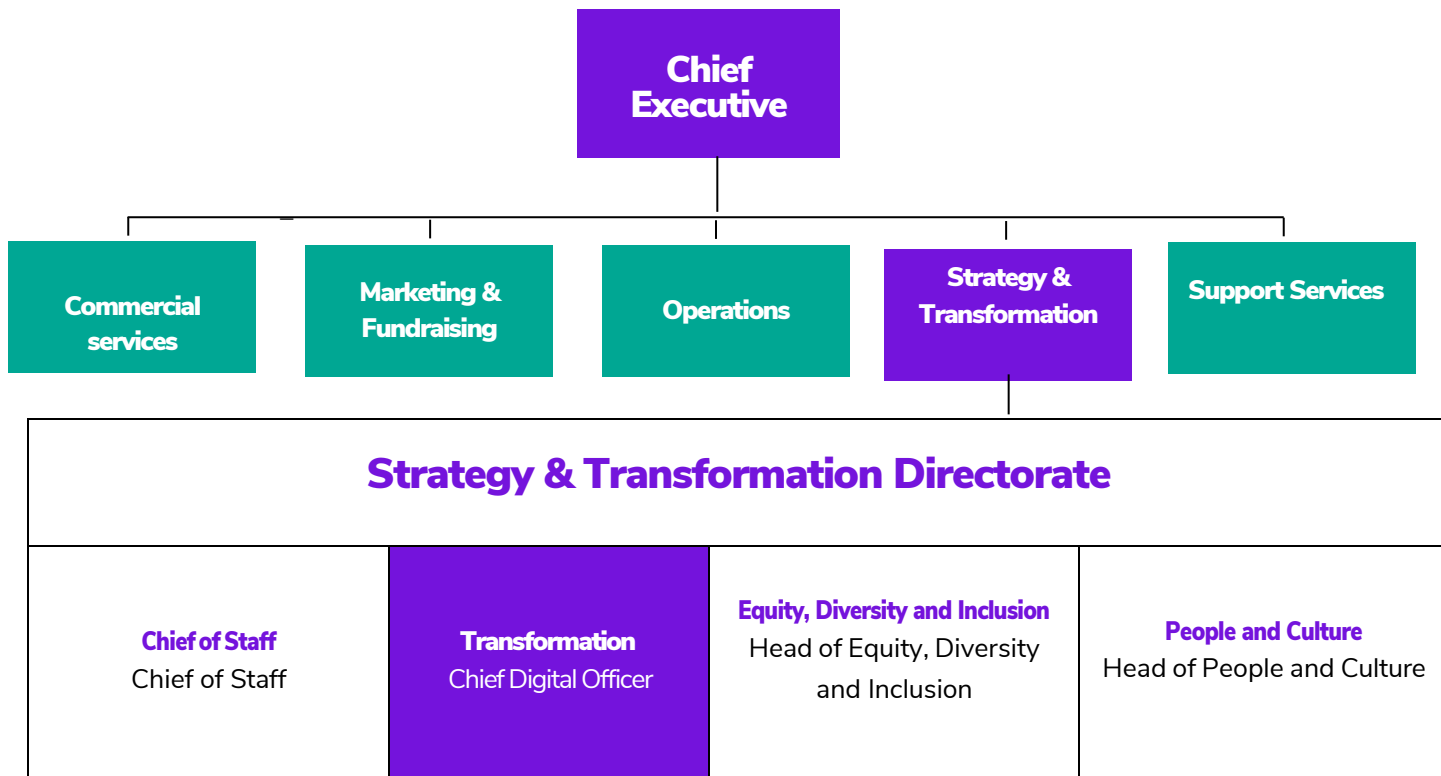 Chief
Executive
Commercial
services
Marketing &
Fundraising
Operations
Strategy &
Transformation
Support Services
Strategy & Transformation Directorate
Chief of Staff
Chief of Staff
Transformation
Chief Digital Officer
Equity, Diversity and Inclusion
Head of Equity, Diversity
and Inclusion
People and Culture
Head of People and Culture